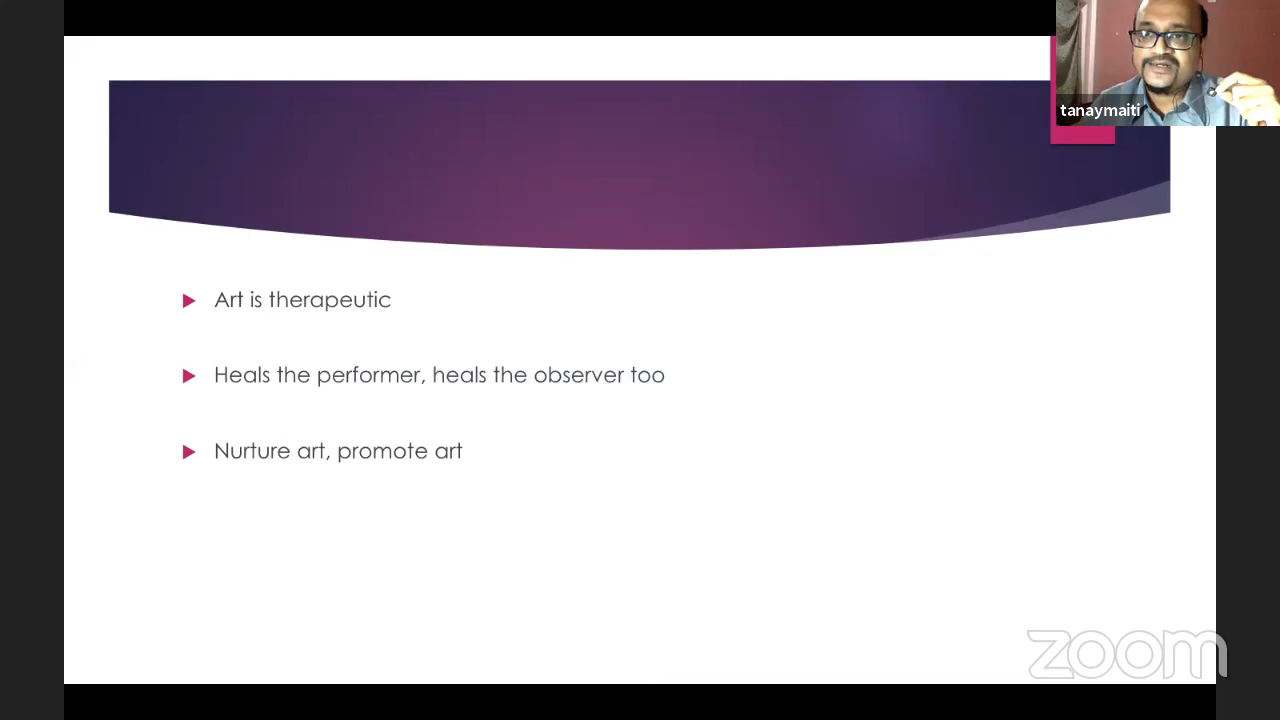 tanaymaiti
Art is therapeutic
Heals the performer, heals the observer too
Nurture art, promote art
zoom